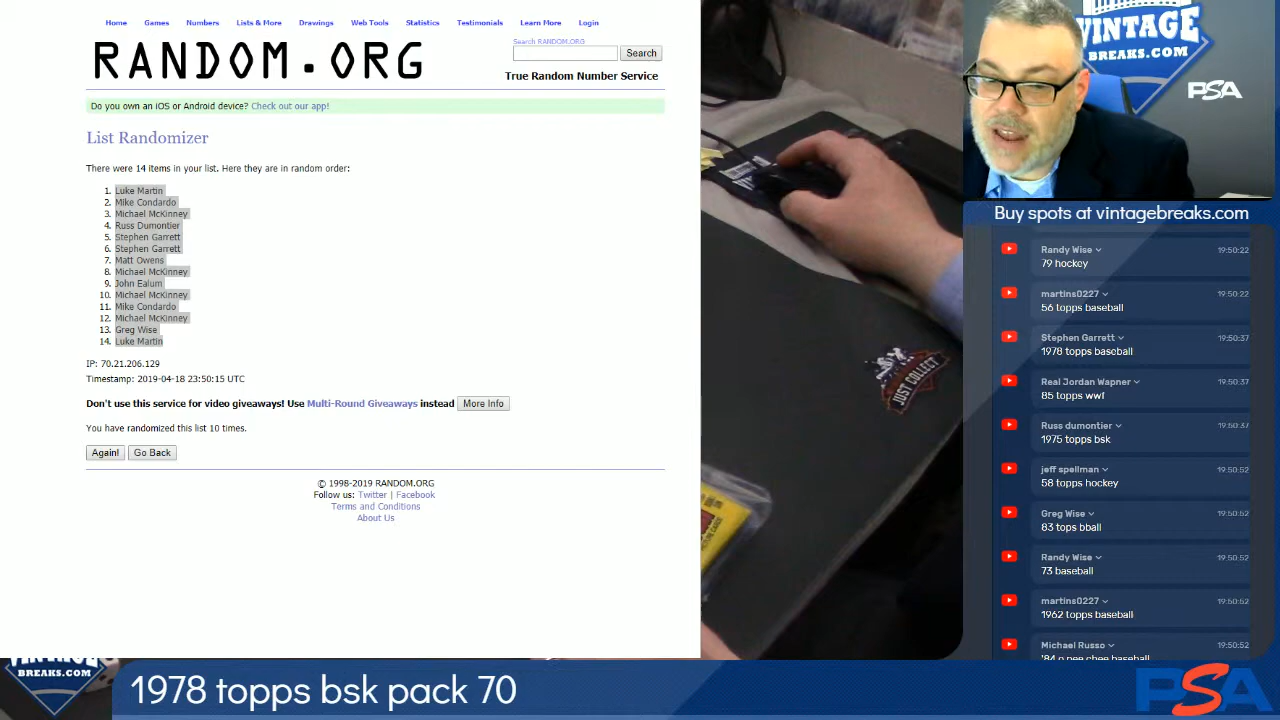 Home Games Numbers Lists & More Drawings Web Tools Statistics Testimonials Learn More Login
RANDOM.ORG
Search RANDOM.ORG
Search
True Random Number Service
Do you own an iOS or Android device? Check out our app!
List Randomizer
There were 14 items in your list. Here they are in random order:
1. Luke Martin
2. Mike Condardo
3. Michael McKinney
4. Russ Dumontier
5. Stephen Garrett
6. Stephen Garrett
7. Matt Owens
8. Michael McKinney
9. John Ealum
10. Michael McKinney
11. Mike Condardo
12. Michael McKinney
13. Greg Wise
14. Luke Martin
IP: 70.21.206.129
Timestamp: 2019-04-18 23:50:15 UTC
Don't use this service for video giveaways! Use Multi-Round Giveaways instead More Info
You have randomized this list 10 times.
Again! Go Back
© 1998-2019 RANDOM.ORG
Follow us: Twitter | Facebook
Terms and Conditions
About Us
JUST COLLECT
VINTAGE
BREAKS.COM
PSA
Buy spots at vintagebreaks.com
Randy Wise 19:50:22
79 hockey
martins0227 19:50:22
56 topps baseball
Stephen Garrett 19:50:37
1978 topps baseball
Real Jordan Wapner 19:50:37
85 topps wwf
Russ dumontier 19:50:37
1975 topps bsk
jeff spellman 19:50:52
58 topps hockey
Greg Wise 19:50:52
83 tops bball
Randy Wise 19:50:52
73 baseball
martins0227 19:50:52
1962 topps baseball
Michael Russo 19:50:52
'84 o pee chee baseball
VINTAGE
BREAKS.COM
1978 topps bsk pack 70
PSA